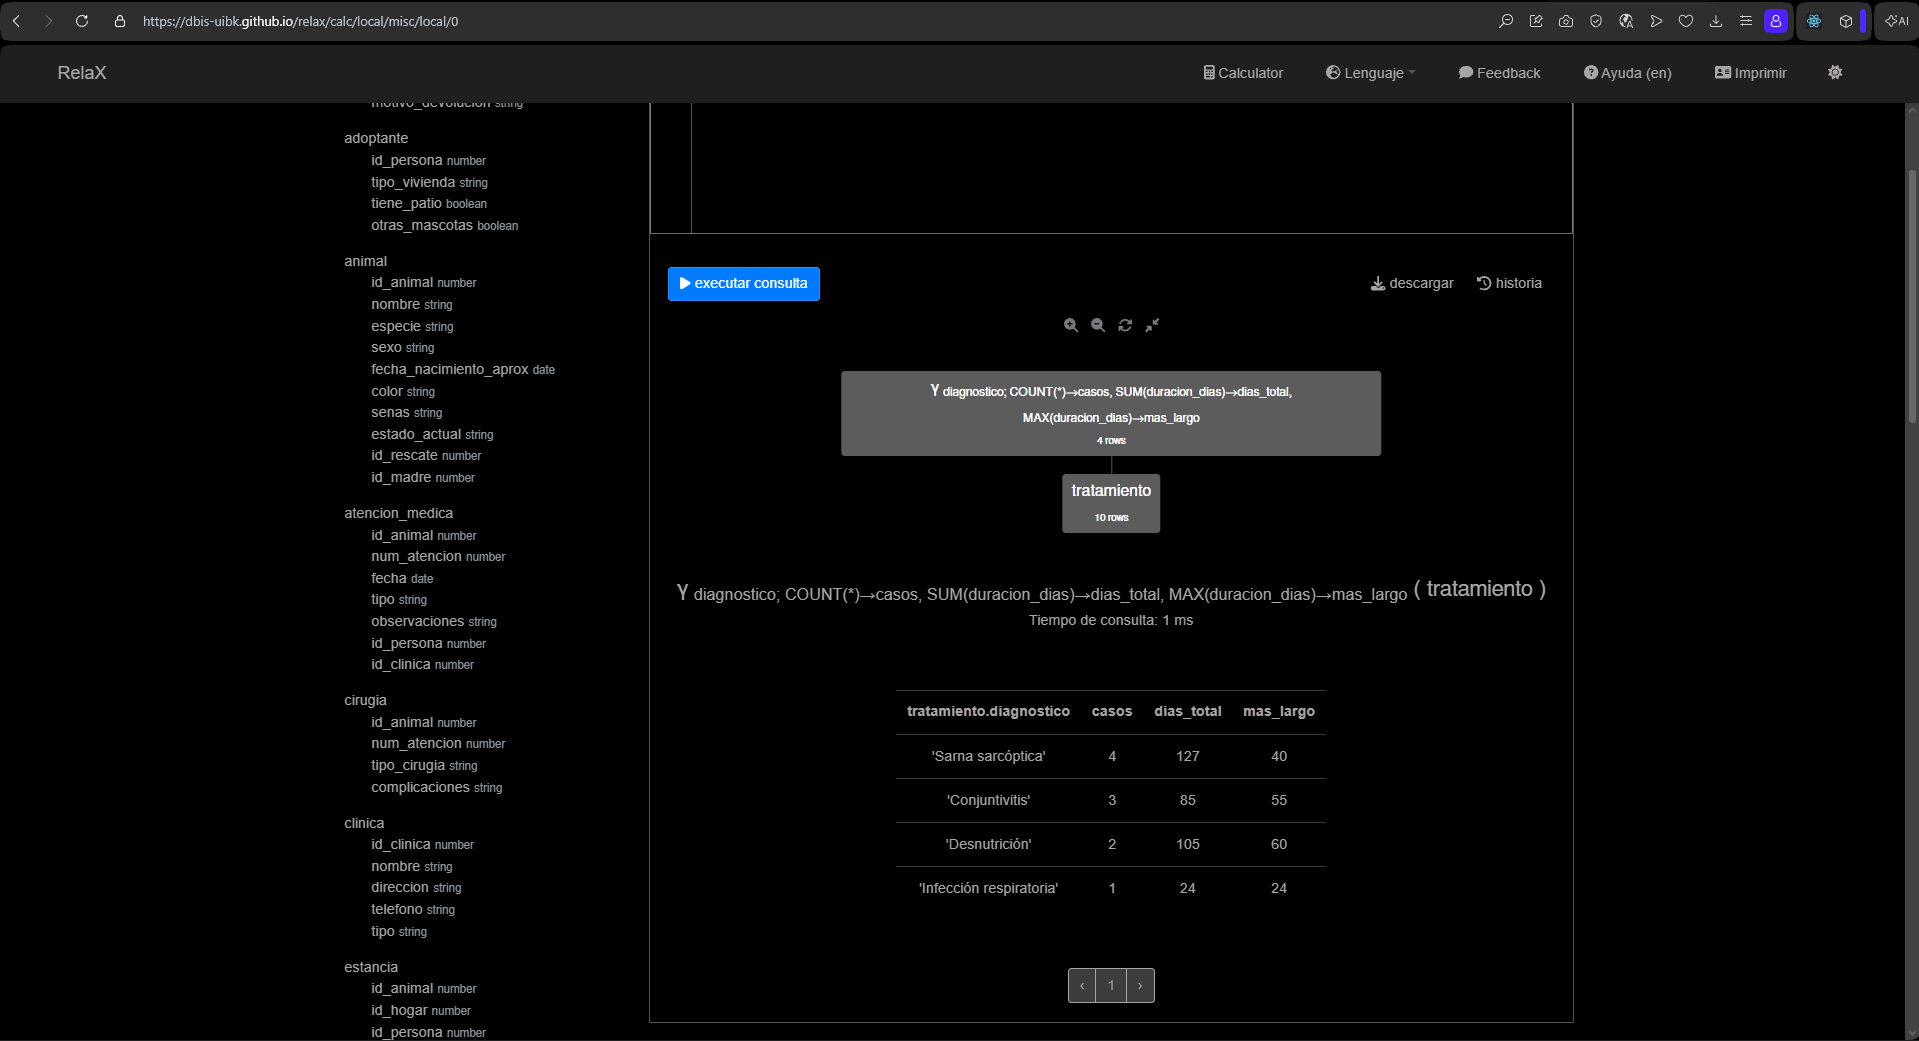 https://dbis-uibk.github.io/relax/calc/local/misc/local/0
AI
RelaX
Calculator
Lenguaje
Feedback
Ayuda (en)
Imprimir
motivo_devolucion string
adoptante
id_persona number
tipo_vivienda string
tiene_patio boolean
otras_mascotas boolean
animal
id_animal number
nombre string
especie string
sexo string
fecha_nacimiento_aprox date
color string
senas string
estado_actual string
id_rescate number
id_madre number
atencion_medica
id_animal number
num_atencion number
fecha date
tipo string
observaciones string
id_persona number
id_clinica number
cirugia
id_animal number
num_atencion number
tipo_cirugia string
complicaciones string
clinica
id_clinica number
nombre string
direccion string
telefono string
tipo string
estancia
id_animal number
id_hogar number
id_persona number
executar consulta
descargar
historia
γ diagnostico; COUNT(*)→casos, SUM(duracion_dias)→dias_total,
MAX(duracion_dias)→mas_largo
4 rows
tratamiento
10 rows
γ diagnostico; COUNT(*)→casos, SUM(duracion_dias)→dias_total, MAX(duracion_dias)→mas_largo ( tratamiento )
Tiempo de consulta: 1 ms
tratamiento.diagnostico casos dias_total mas_largo
'Sarna sarcóptica' 4 127 40
'Conjuntivitis' 3 85 55
'Desnutrición' 2 105 60
'Infección respiratoria' 1 24 24
‹ 1 ›